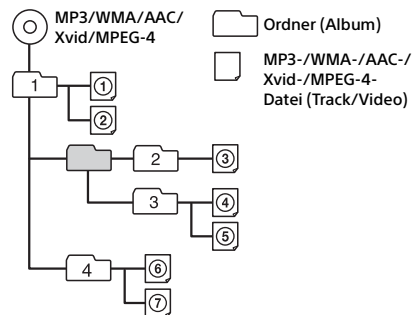 MP3/WMA/AAC/
Xvid/MPEG-4
Ordner (Album)
MP3-/WMA-/AAC-/
Xvid-/MPEG-4-
Datei (Track/Video)
1
①
②
2
③
3
④
⑤
4
⑥
⑦